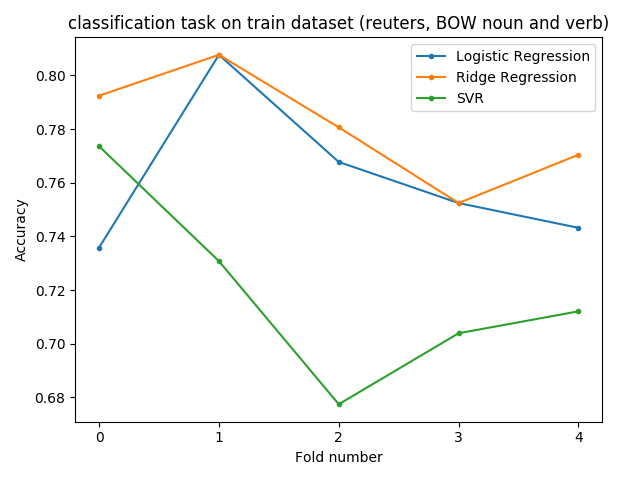 classification task on train dataset (reuters, BOW noun and verb)
Logistic Regression
Ridge Regression
SVR
Accuracy
0.80
0.78
0.76
0.74
0.72
0.70
0.68
0 1 2 3 4
Fold number